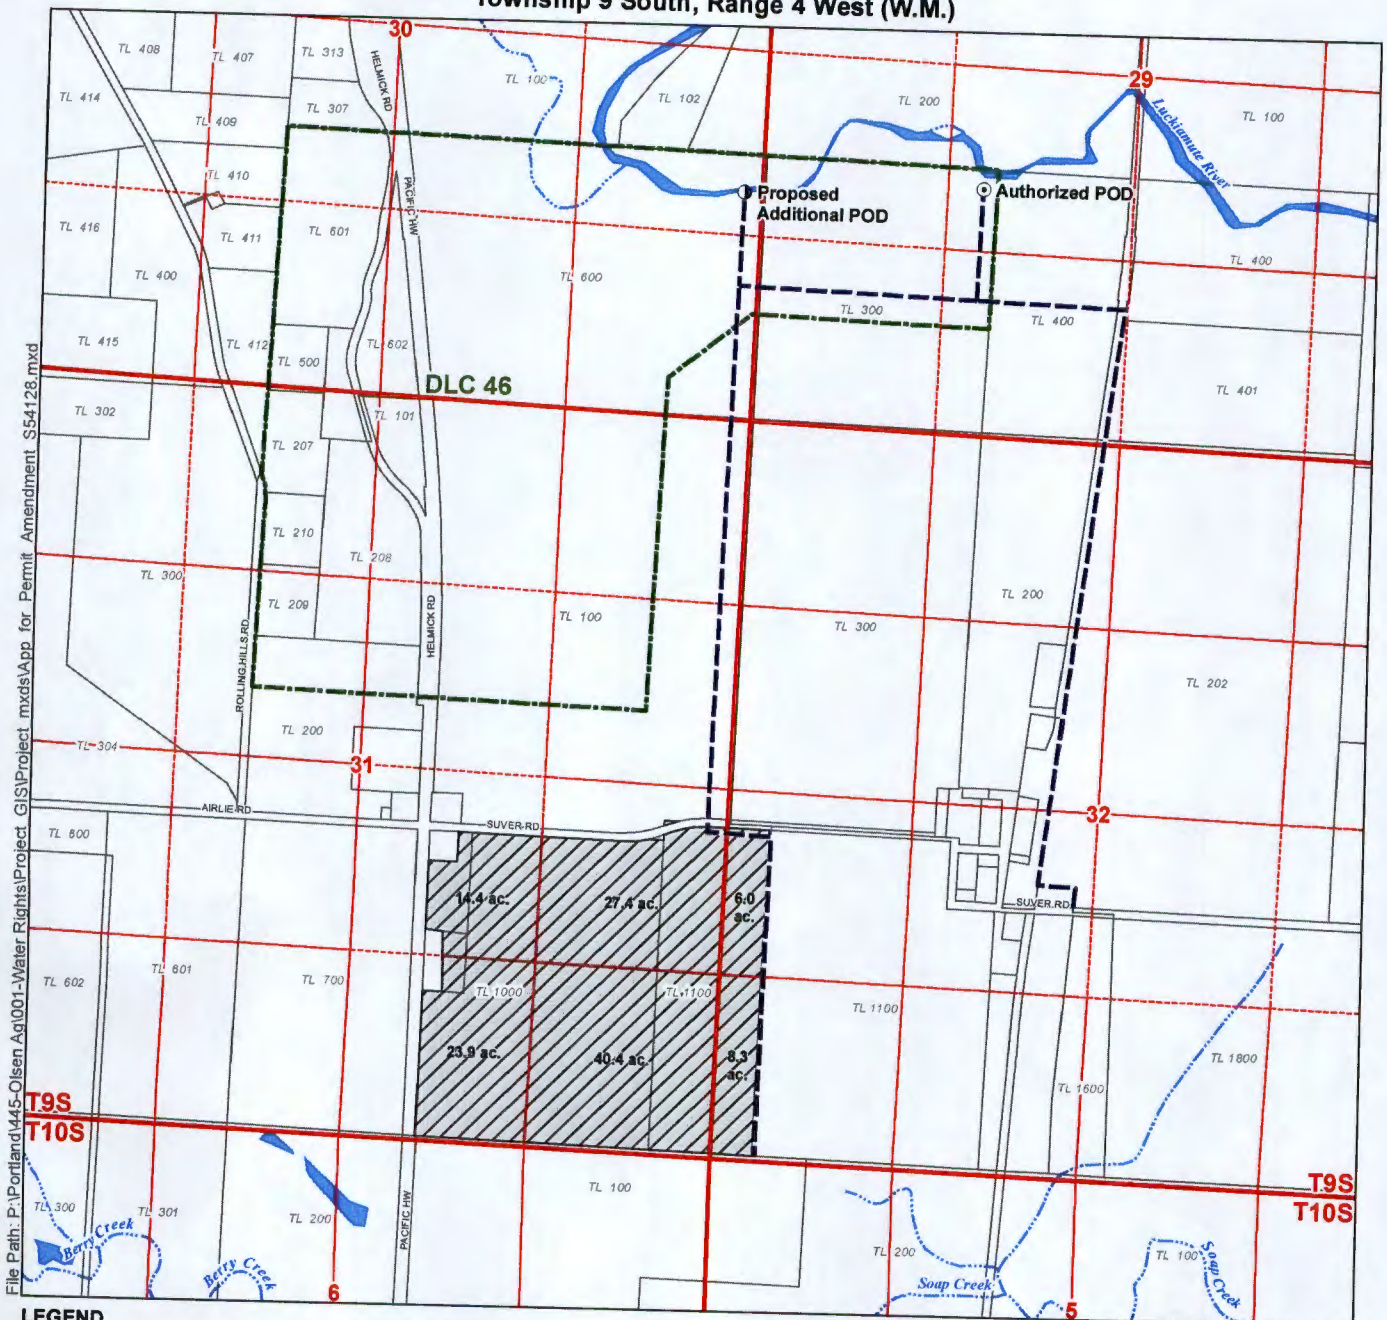 Township 9 South, Range 4 West (W.M.)
30
29
TL 408
TL 407
TL 313
HELMICK RD
TL 100
TL 102
TL 200
Luckiamute River
TL 100
TL 414
TL 307
TL 409
TL 410
PACIFIC HW
Proposed
Additional POD
Authorized POD
TL 416
TL 411
TL 601
TL 400
TL 600
TL 400
TL 300
TL 400
TL 415
TL 412
TL 500
TL 602
DLC 46
TL 401
TL 302
TL 101
TL 207
TL 210
TL 208
TL 300
TL 209
TL 100
HELMICK RD
TL 200
TL 300
ROLLING HILLS RD
TL 202
TL 200
TL 304
31
32
AIRLIE RD
SUVER RD
TL 800
14.4 ac.
27.4 ac.
6.0
ac.
SUVER RD
TL 602
TL 601
TL 700
TL 1000
TL 1100
TL 1100
23.9 ac.
40.4 ac.
8.3
ac.
TL 1800
TL 1600
T9S
T10S
T9S
T10S
TL 300
TL 301
TL 200
PACIFIC HW
TL 100
Berry Creek
Berry Creek
TL 200
Soap Creek
TL 100
Soap Creek
6
5
File Path: P:\Portland\445-Olsen Ag\001-Water Rights\Project_GIS\Project_mxds\App_for_Permit_Amendment_S54128.mxd
LEGEND